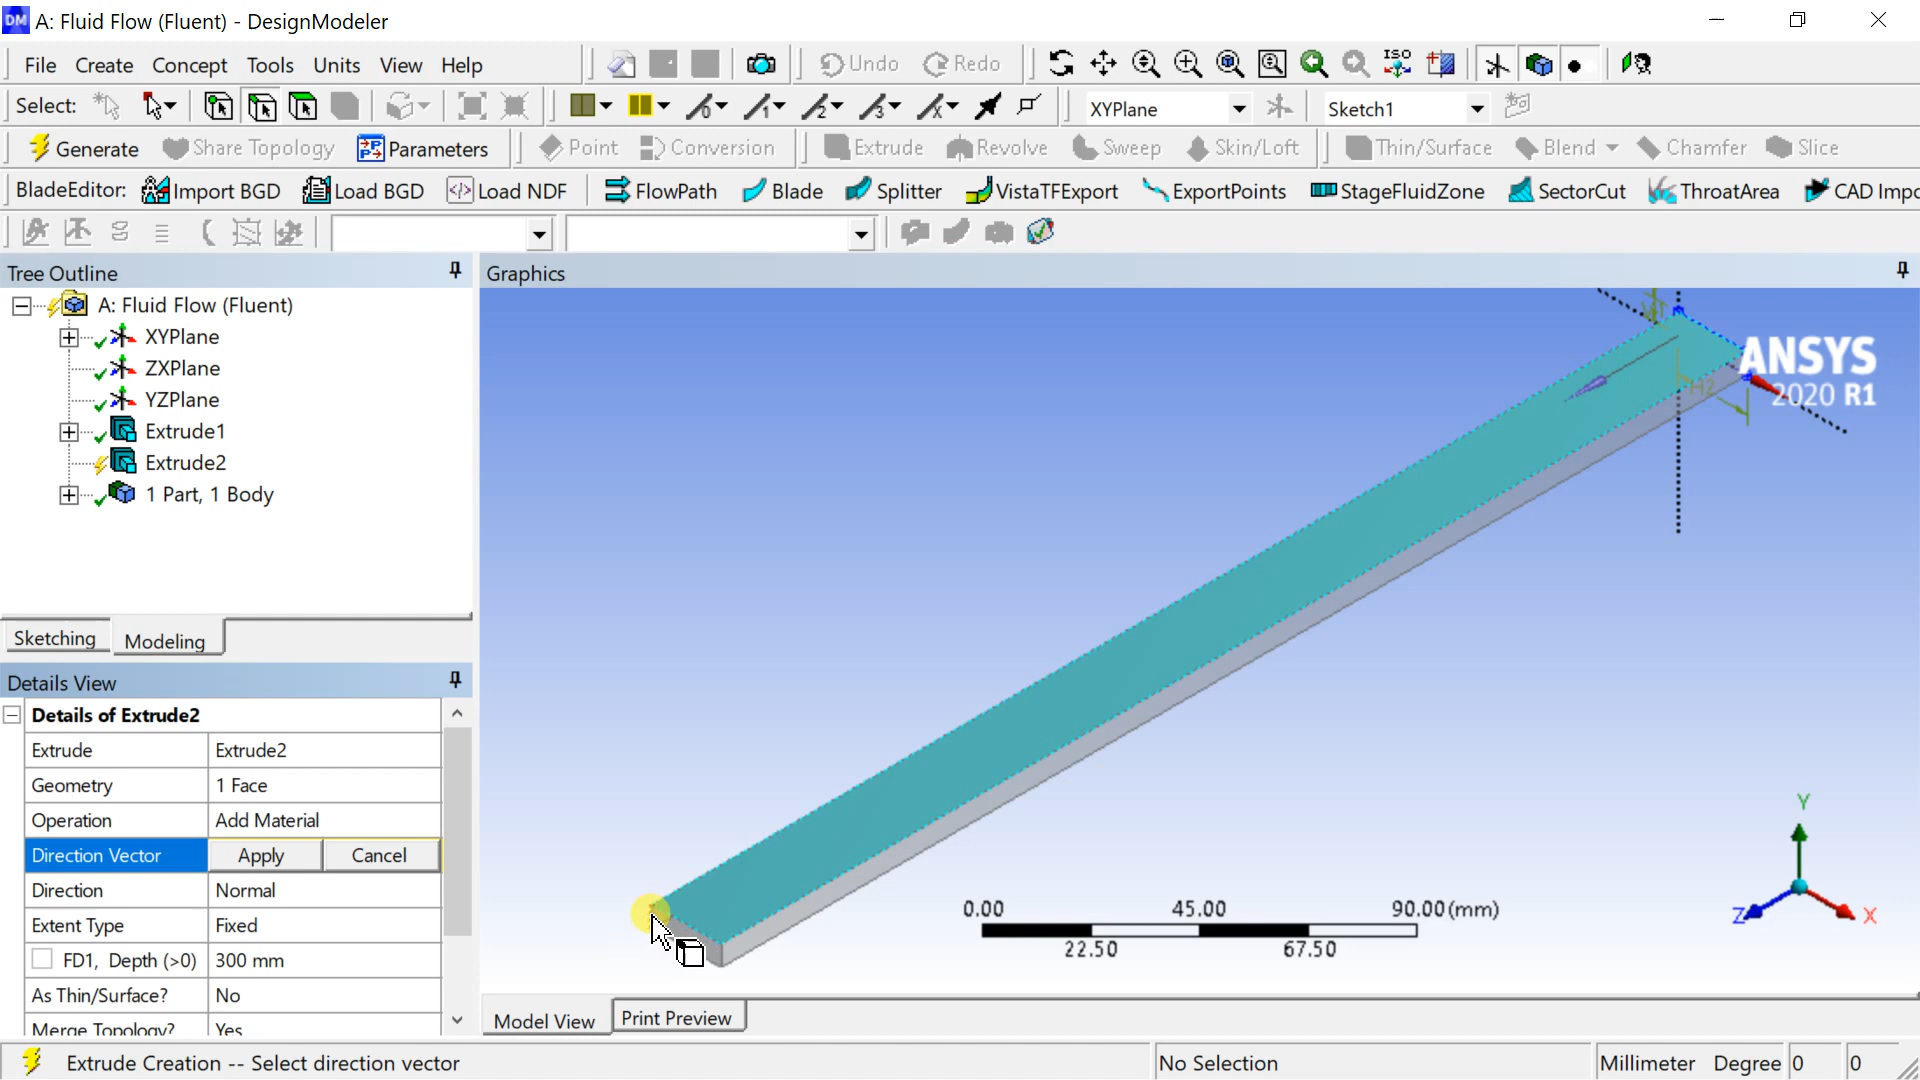 DM A: Fluid Flow (Fluent) - DesignModeler
File Create Concept Tools Units View Help
Undo Redo ISO
Select: XYPlane Sketch1
Generate Share Topology Parameters Point Conversion Extrude Revolve Sweep Skin/Loft Thin/Surface Blend Chamfer Slice
BladeEditor: Import BGD Load BGD Load NDF FlowPath Blade Splitter VistaTFExport ExportPoints StageFluidZone SectorCut ThroatArea CAD Impo
Tree Outline
Graphics
A: Fluid Flow (Fluent)
XYPlane
ZXPlane
YZPlane
Extrude1
Extrude2
1 Part, 1 Body
ANSYS
2020 R1
H2
Sketching Modeling
Details View
Details of Extrude2
Extrude Extrude2
Geometry 1 Face
Operation Add Material
Direction Vector Apply Cancel
Direction Normal
Extent Type Fixed
FD1, Depth (>0) 300 mm
As Thin/Surface? No
Merge Topology? Yes
0.00 45.00 90.00 (mm)
22.50 67.50
Y
Z X
Model View Print Preview
Extrude Creation -- Select direction vector No Selection Millimeter Degree 0 0